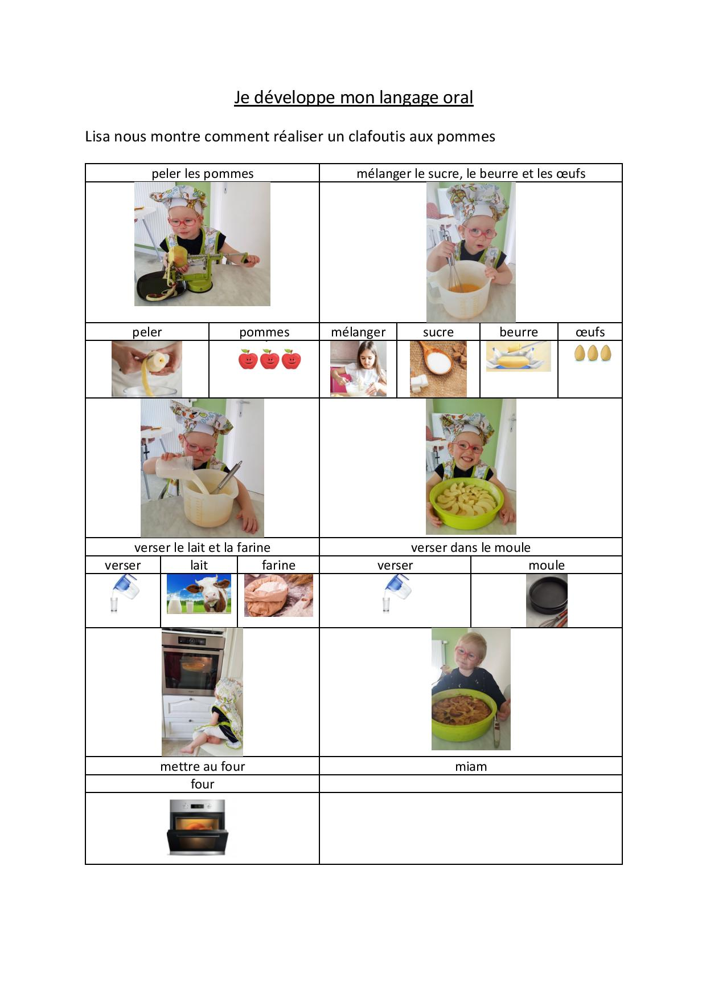 Je développe mon langage oral
Lisa nous montre comment réaliser un clafoutis aux pommes
peler les pommes
mélanger le sucre, le beurre et les œufs
peler
pommes
mélanger
sucre
beurre
œufs
verser le lait et la farine
verser dans le moule
verser
lait
farine
verser
moule
mettre au four
miam
four